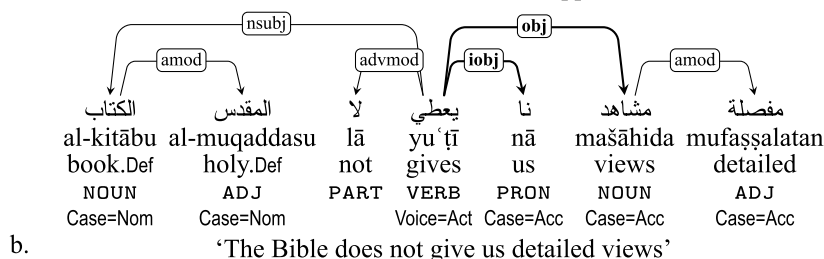 nsubj obj
amod advmod iobj amod
الكتاب المقدس لا يعطي نا مشاهد مفصلة
al-kitābu al-muqaddasu lā yuʿṭī nā mašāhida mufaṣṣalatan
book.Def holy.Def not gives us views detailed
NOUN ADJ PART VERB PRON NOUN ADJ
Case=Nom Case=Nom Voice=Act Case=Acc Case=Acc Case=Acc
b. ‘The Bible does not give us detailed views’